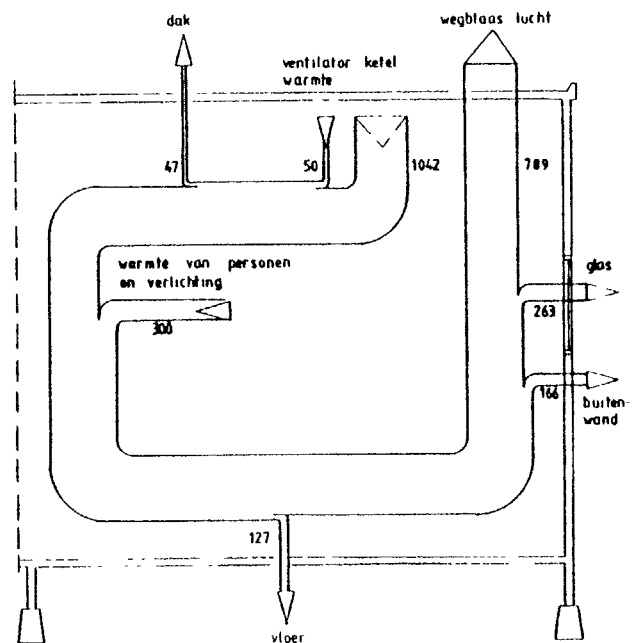 dak
wegblaas lucht
ventilator ketel
warmte
47
50
1042
789
warmte van personen
en verlichting
300
glas
263
166
buiten-
wand
127
vloer